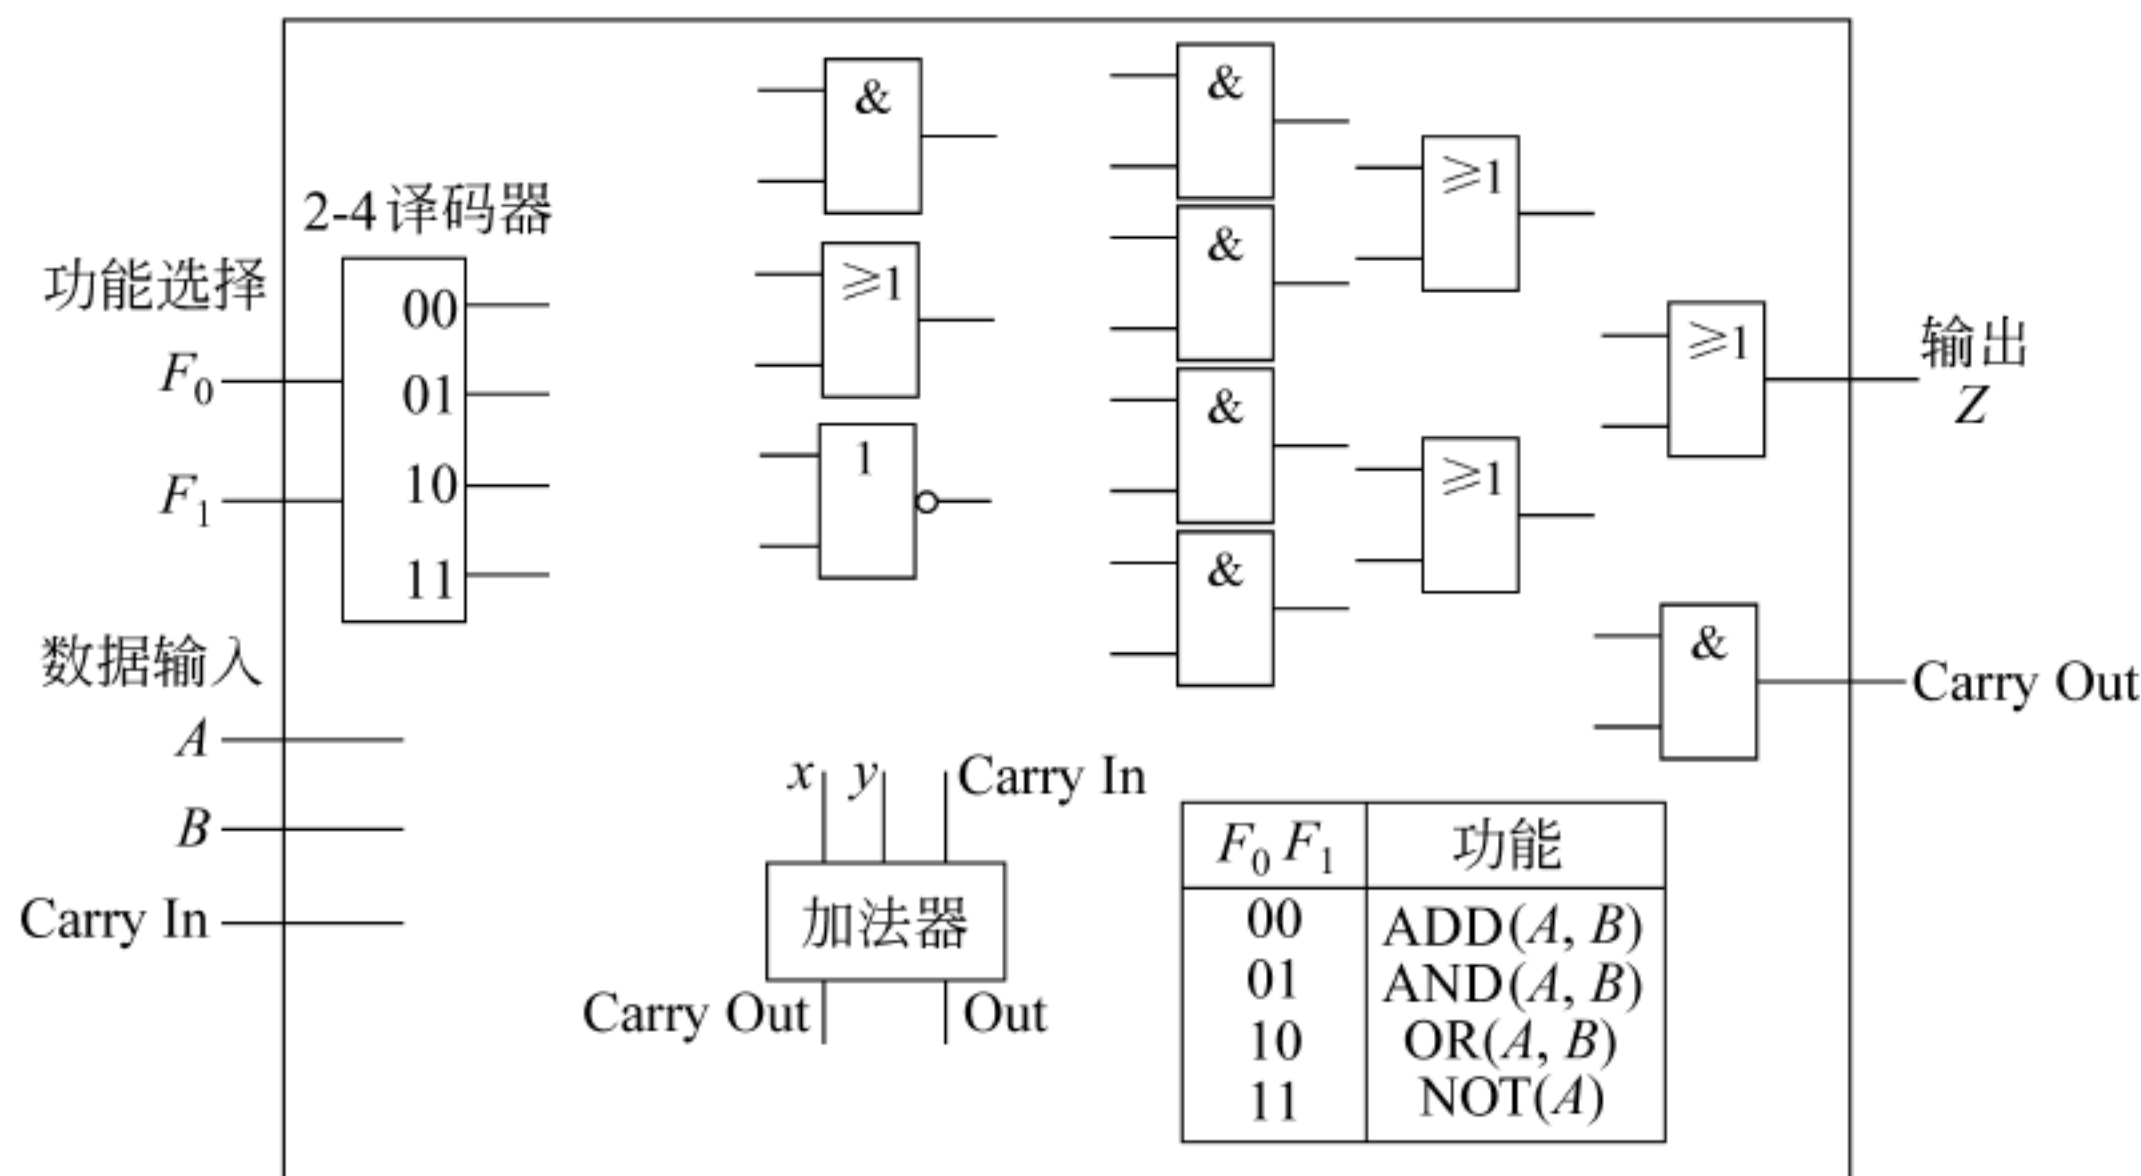 2-4译码器
功能选择
F₀
F₁
00
01
10
11
数据输入
A
B
Carry In
&
≥1
1
&
&
&
&
≥1
≥1
≥1
&
输出
Z
Carry Out
x y Carry In
加法器
Carry Out Out
F₀ F₁ 功能
00 ADD(A, B)
01 AND(A, B)
10 OR(A, B)
11 NOT(A)